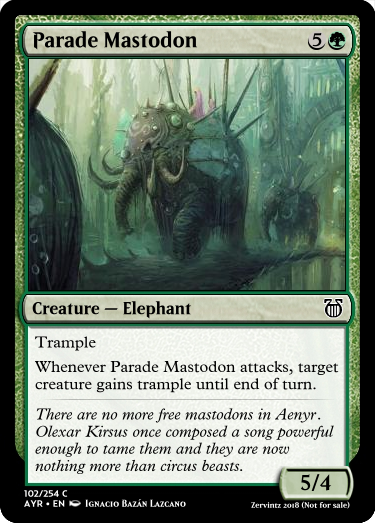 Parade Mastodon 5
Creature — Elephant
Trample
Whenever Parade Mastodon attacks, target
creature gains trample until end of turn.
There are no more free mastodons in Aenyr.
Olexar Kirsus once composed a song powerful
enough to tame them and they are now
nothing more than circus beasts.
5/4
102/254 C
AYR • EN Ignacio Bazán Lazcano
Zervintz 2018 (Not for sale)